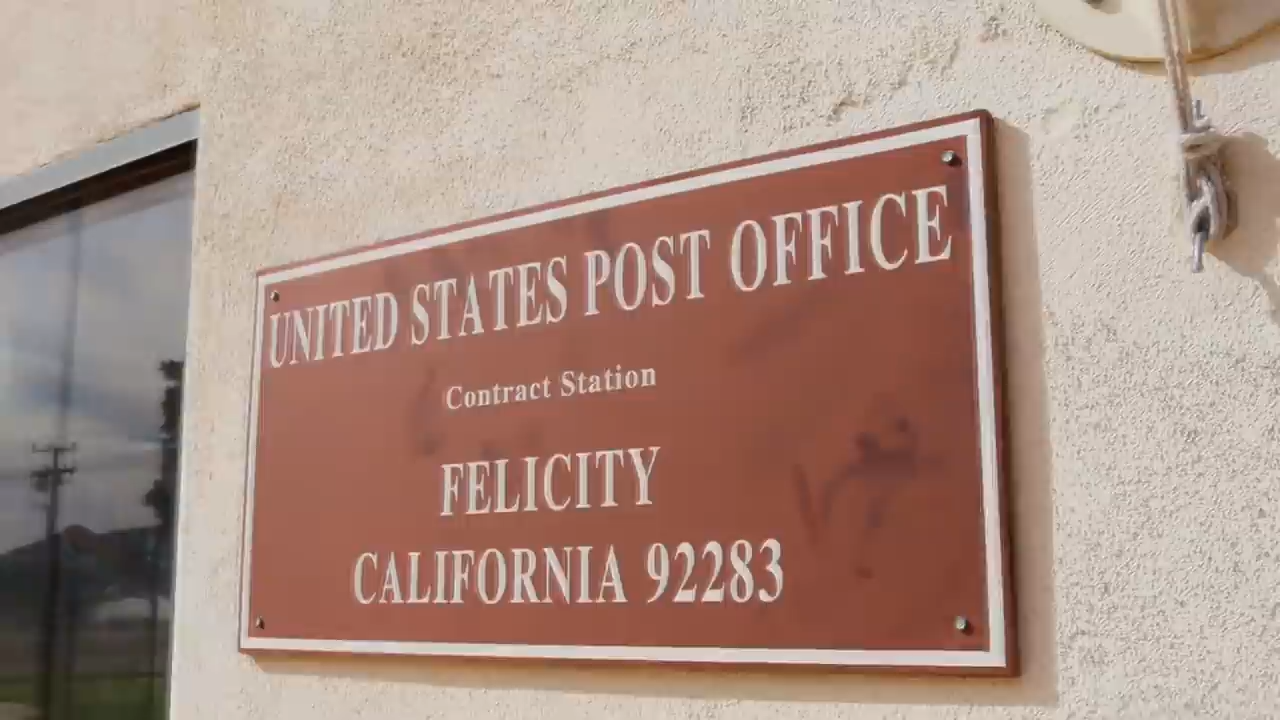 UNITED STATES POST OFFICE
Contract Station
FELICITY
CALIFORNIA 92283